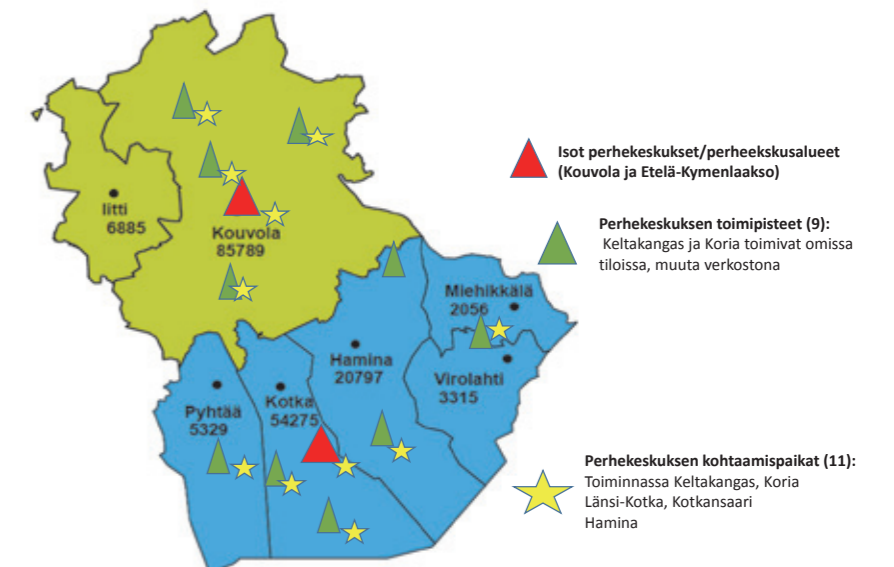 Iitti
6885
Kouvola
85789
Miehikkälä
2056
Hamina
20797
Virolahti
3315
Pyhtää
5329
Kotka
54275
Isot perhekeskukset/perheekskusalueet
(Kouvola ja Etelä-Kymenlaakso)
Perhekeskuksen toimipisteet (9):
Keltakangas ja Koria toimivat omissa
tiloissa, muuta verkostona
Perhekeskuksen kohtaamispaikat (11):
Toiminnassa Keltakangas, Koria
Länsi-Kotka, Kotkansaari
Hamina